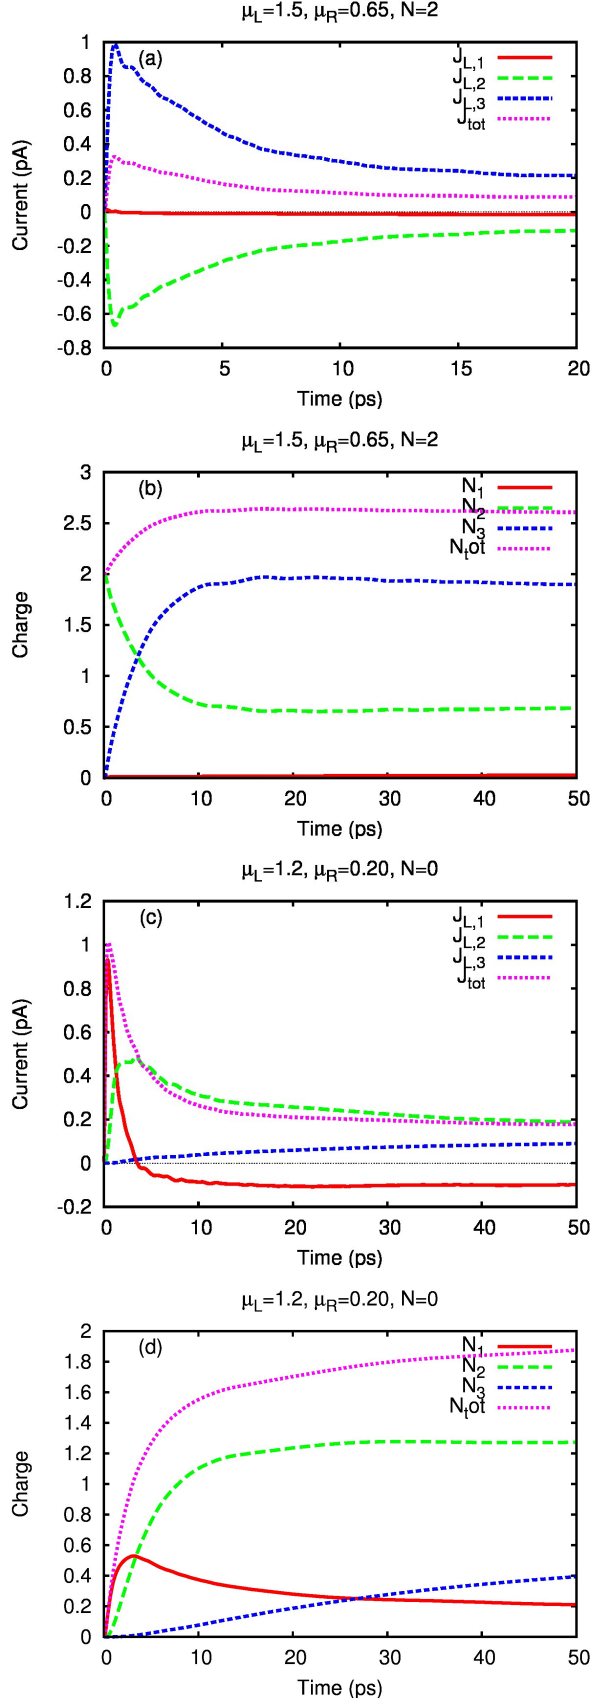 μL=1.5, μR=0.65, N=2
(a)
JL,1
JL,2
JL,3
Jtot
1
0.8
0.6
0.4
0.2
0
-0.2
-0.4
-0.6
-0.8
Current (pA)
0 5 10 15 20
Time (ps)
μL=1.5, μR=0.65, N=2
(b)
N1
N2
N3
Ntot
3
2.5
2
1.5
1
0.5
0
Charge
0 10 20 30 40 50
Time (ps)
μL=1.2, μR=0.20, N=0
(c)
JL,1
JL,2
JL,3
Jtot
1.2
1
0.8
0.6
0.4
0.2
0
-0.2
Current (pA)
0 10 20 30 40 50
Time (ps)
μL=1.2, μR=0.20, N=0
(d)
N1
N2
N3
Ntot
2
1.8
1.6
1.4
1.2
1
0.8
0.6
0.4
0.2
0
Charge
0 10 20 30 40 50
Time (ps)